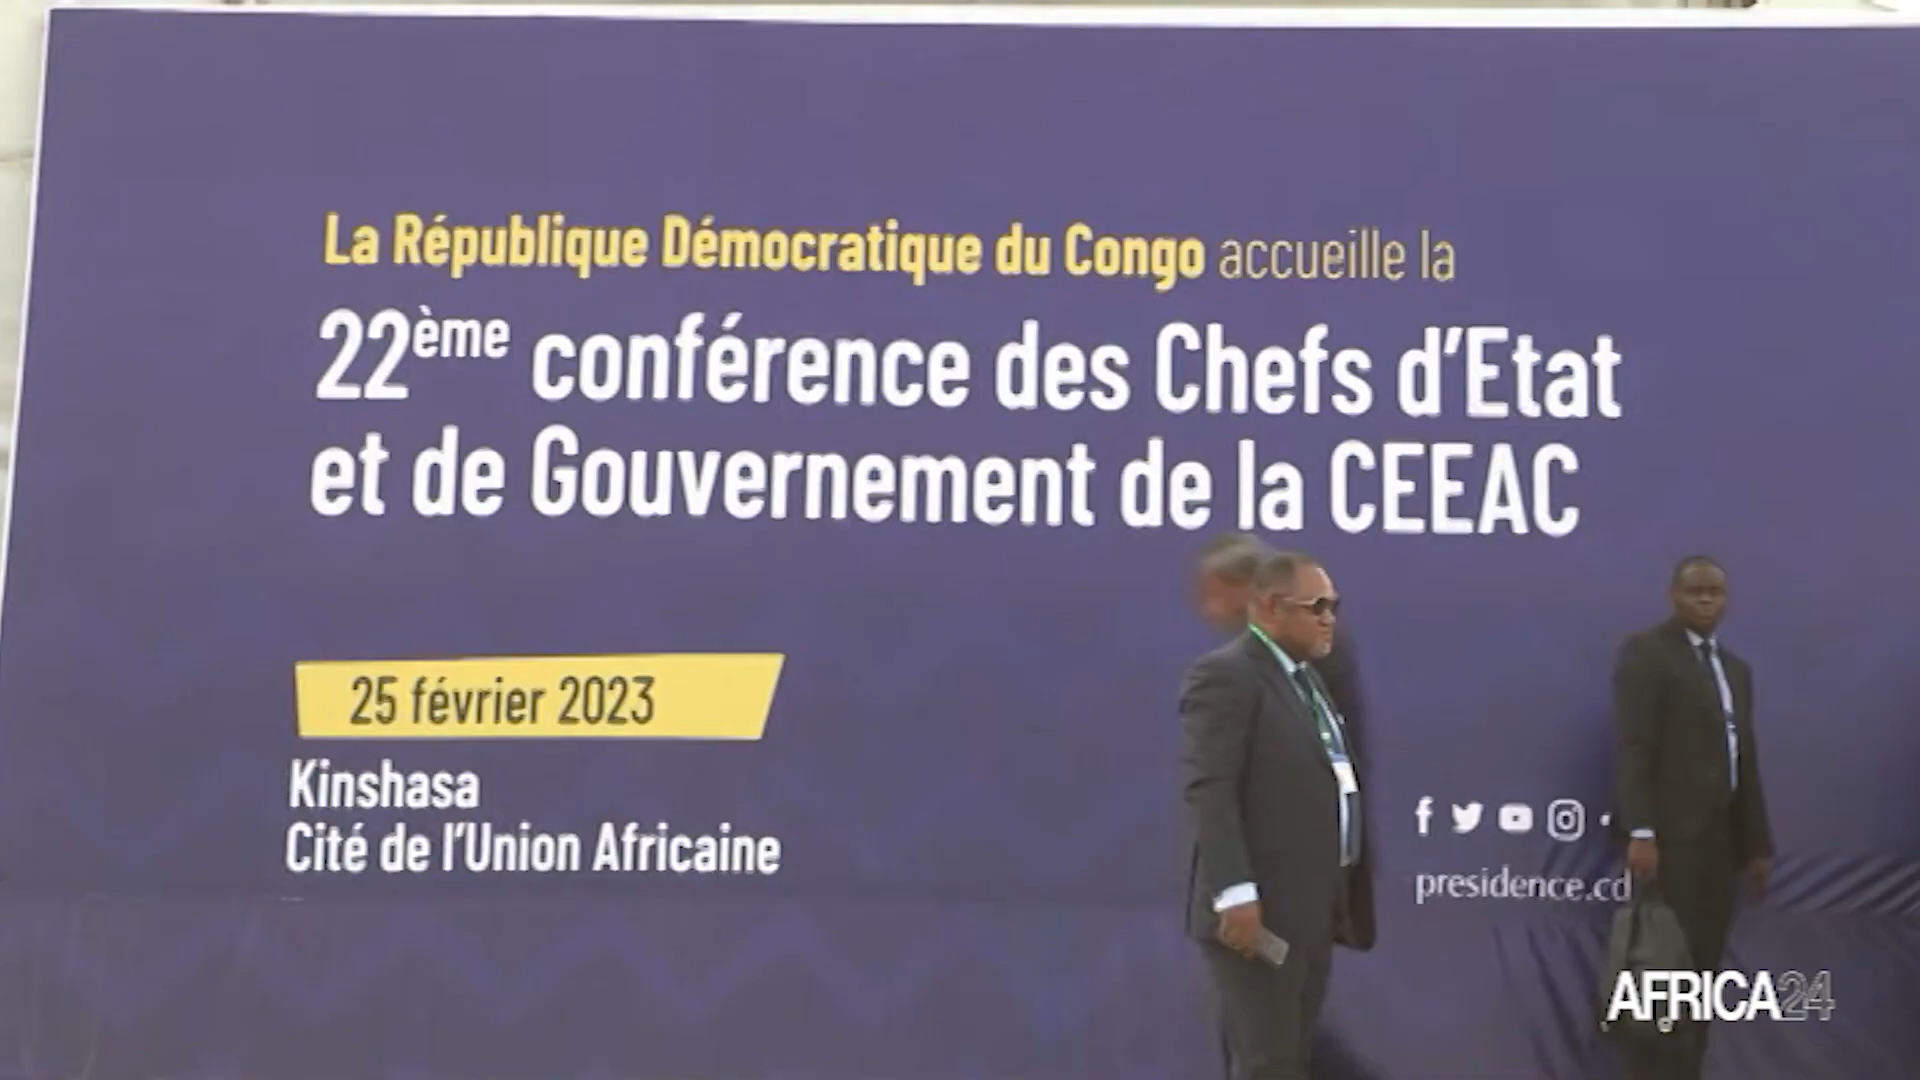 La République Démocratique du Congo accueille la
22ème conférence des Chefs d'Etat
et de Gouvernement de la CEEAC
25 février 2023
Kinshasa
Cité de l'Union Africaine
presidence.cd
AFRICA24